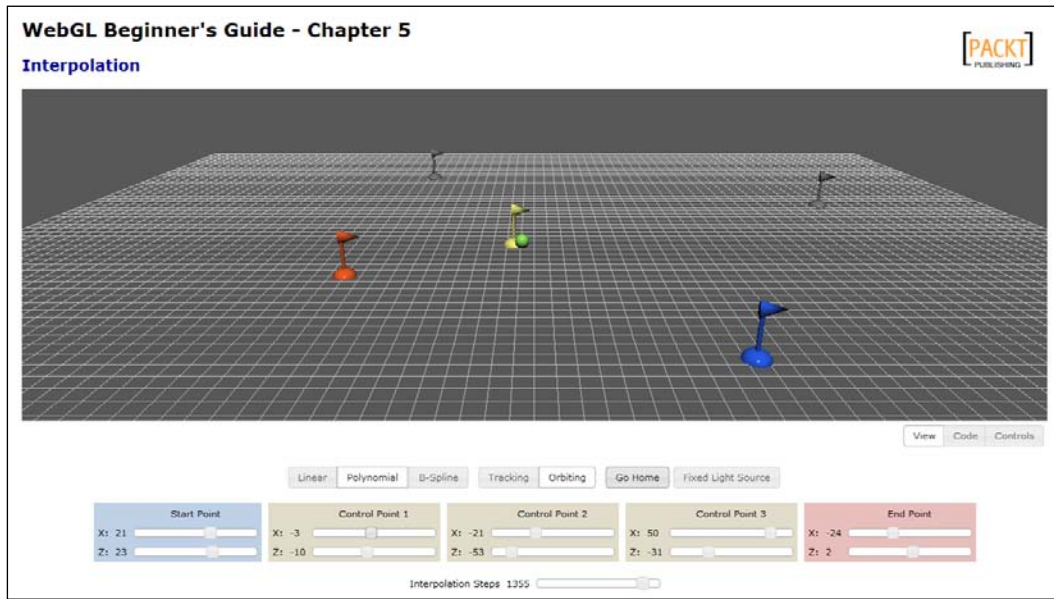 WebGL Beginner's Guide - Chapter 5
PACKT
PUBLISHING
Interpolation
View Code Controls
Linear Polynomial B-Spline Tracking Orbiting Go Home Fixed Light Source
Start Point Control Point 1 Control Point 2 Control Point 3 End Point
X: 21 X: -3 X: -21 X: 50 X: -24
Z: 23 Z: -10 Z: -53 Z: -31 Z: 2
Interpolation Steps 1355